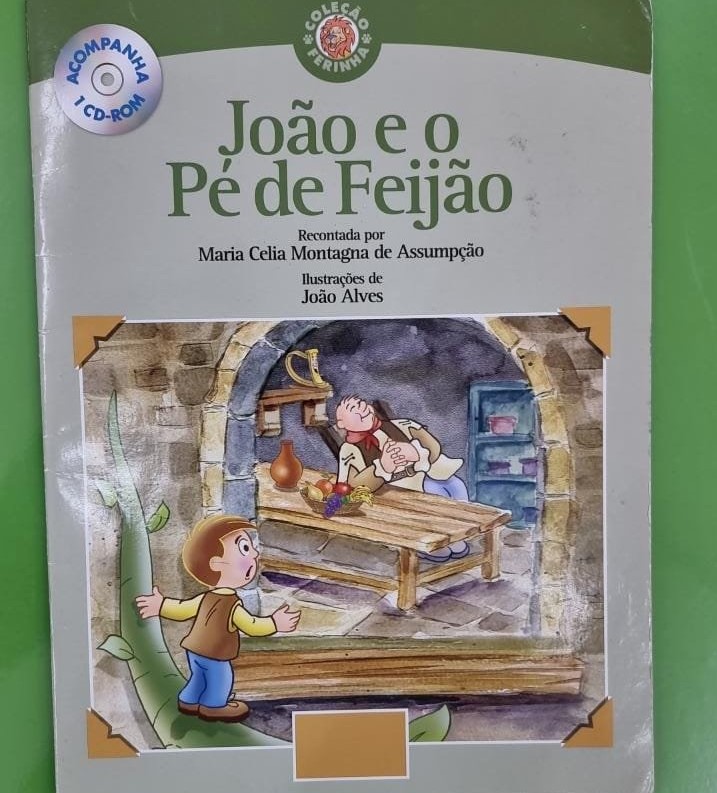 COLEÇÃO
FERINHA
ACOMPANHA
1 CD-ROM
João e o
Pé de Feijão
Recontada por
Maria Celia Montagna de Assumpção
Ilustrações de
João Alves